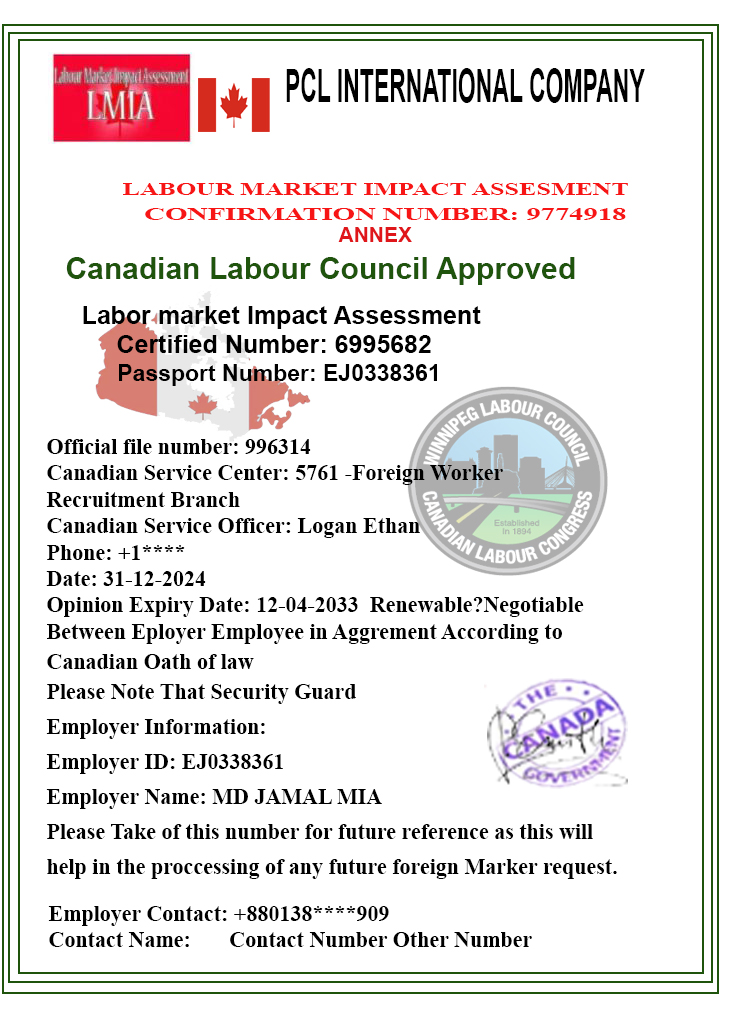 Labour Market Impact Assessment
LMIA
PCL INTERNATIONAL COMPANY
LABOUR MARKET IMPACT ASSESMENT
CONFIRMATION NUMBER: 9774918
ANNEX
Canadian Labour Council Approved
Labor market Impact Assessment
Certified Number: 6995682
Passport Number: EJ0338361
WINNIPEG LABOUR COUNCIL
Established
in 1894
CANADIAN LABOUR CONGRESS
Official file number: 996314
Canadian Service Center: 5761 -Foreign Worker
Recruitment Branch
Canadian Service Officer: Logan Ethan
Phone: +1****
Date: 31-12-2024
Opinion Expiry Date: 12-04-2033  Renewable?Negotiable
Between Eployer Employee in Aggrement According to
Canadian Oath of law
Please Note That Security Guard
Employer Information:
Employer ID: EJ0338361
Employer Name: MD JAMAL MIA
THE
CANADA
GOVERNMENT
Please Take of this number for future reference as this will
help in the proccessing of any future foreign Marker request.
Employer Contact: +880138****909
Contact Name: Contact Number Other Number